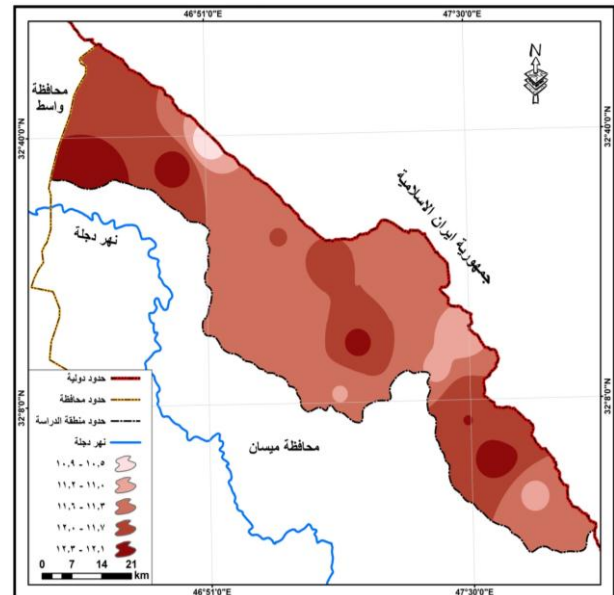 46°51'0"E
47°30'0"E
N
محافظة
واسط
32°40'0"N
32°40'0"N
جمهورية ايران الاسلامية
نهر دجلة
32°8'0"N
32°8'0"N
محافظة ميسان
حدود دولية
حدود محافظة
حدود منطقة الدراسة
نهر دجلة
١٠,٩ - ١٠,٥
١١,٢ - ١١,٠
١١,٦ - ١١,٣
١٢,٠ - ١١,٧
١٢,٣ - ١٢,١
0 7 14 21
km
46°51'0"E
47°30'0"E